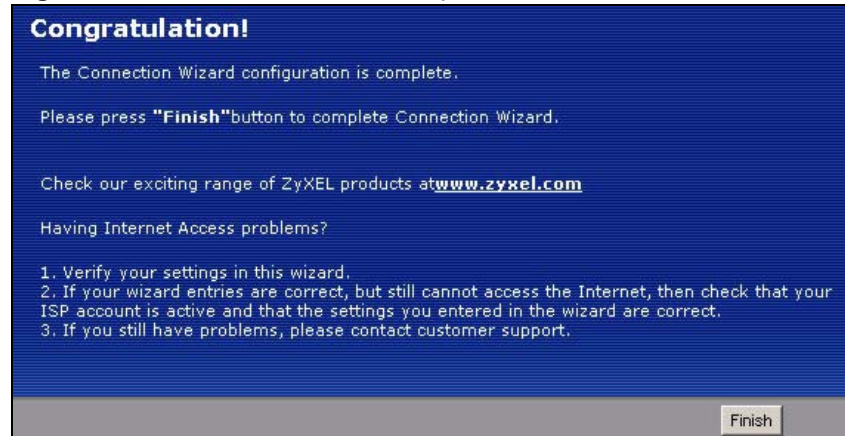 Congratulation!
The Connection Wizard configuration is complete.
Please press "Finish"button to complete Connection Wizard.
Check our exciting range of ZyXEL products atwww.zyxel.com
Having Internet Access problems?
1. Verify your settings in this wizard.
2. If your wizard entries are correct, but still cannot access the Internet, then check that your
ISP account is active and that the settings you entered in the wizard are correct.
3. If you still have problems, please contact customer support.
Finish